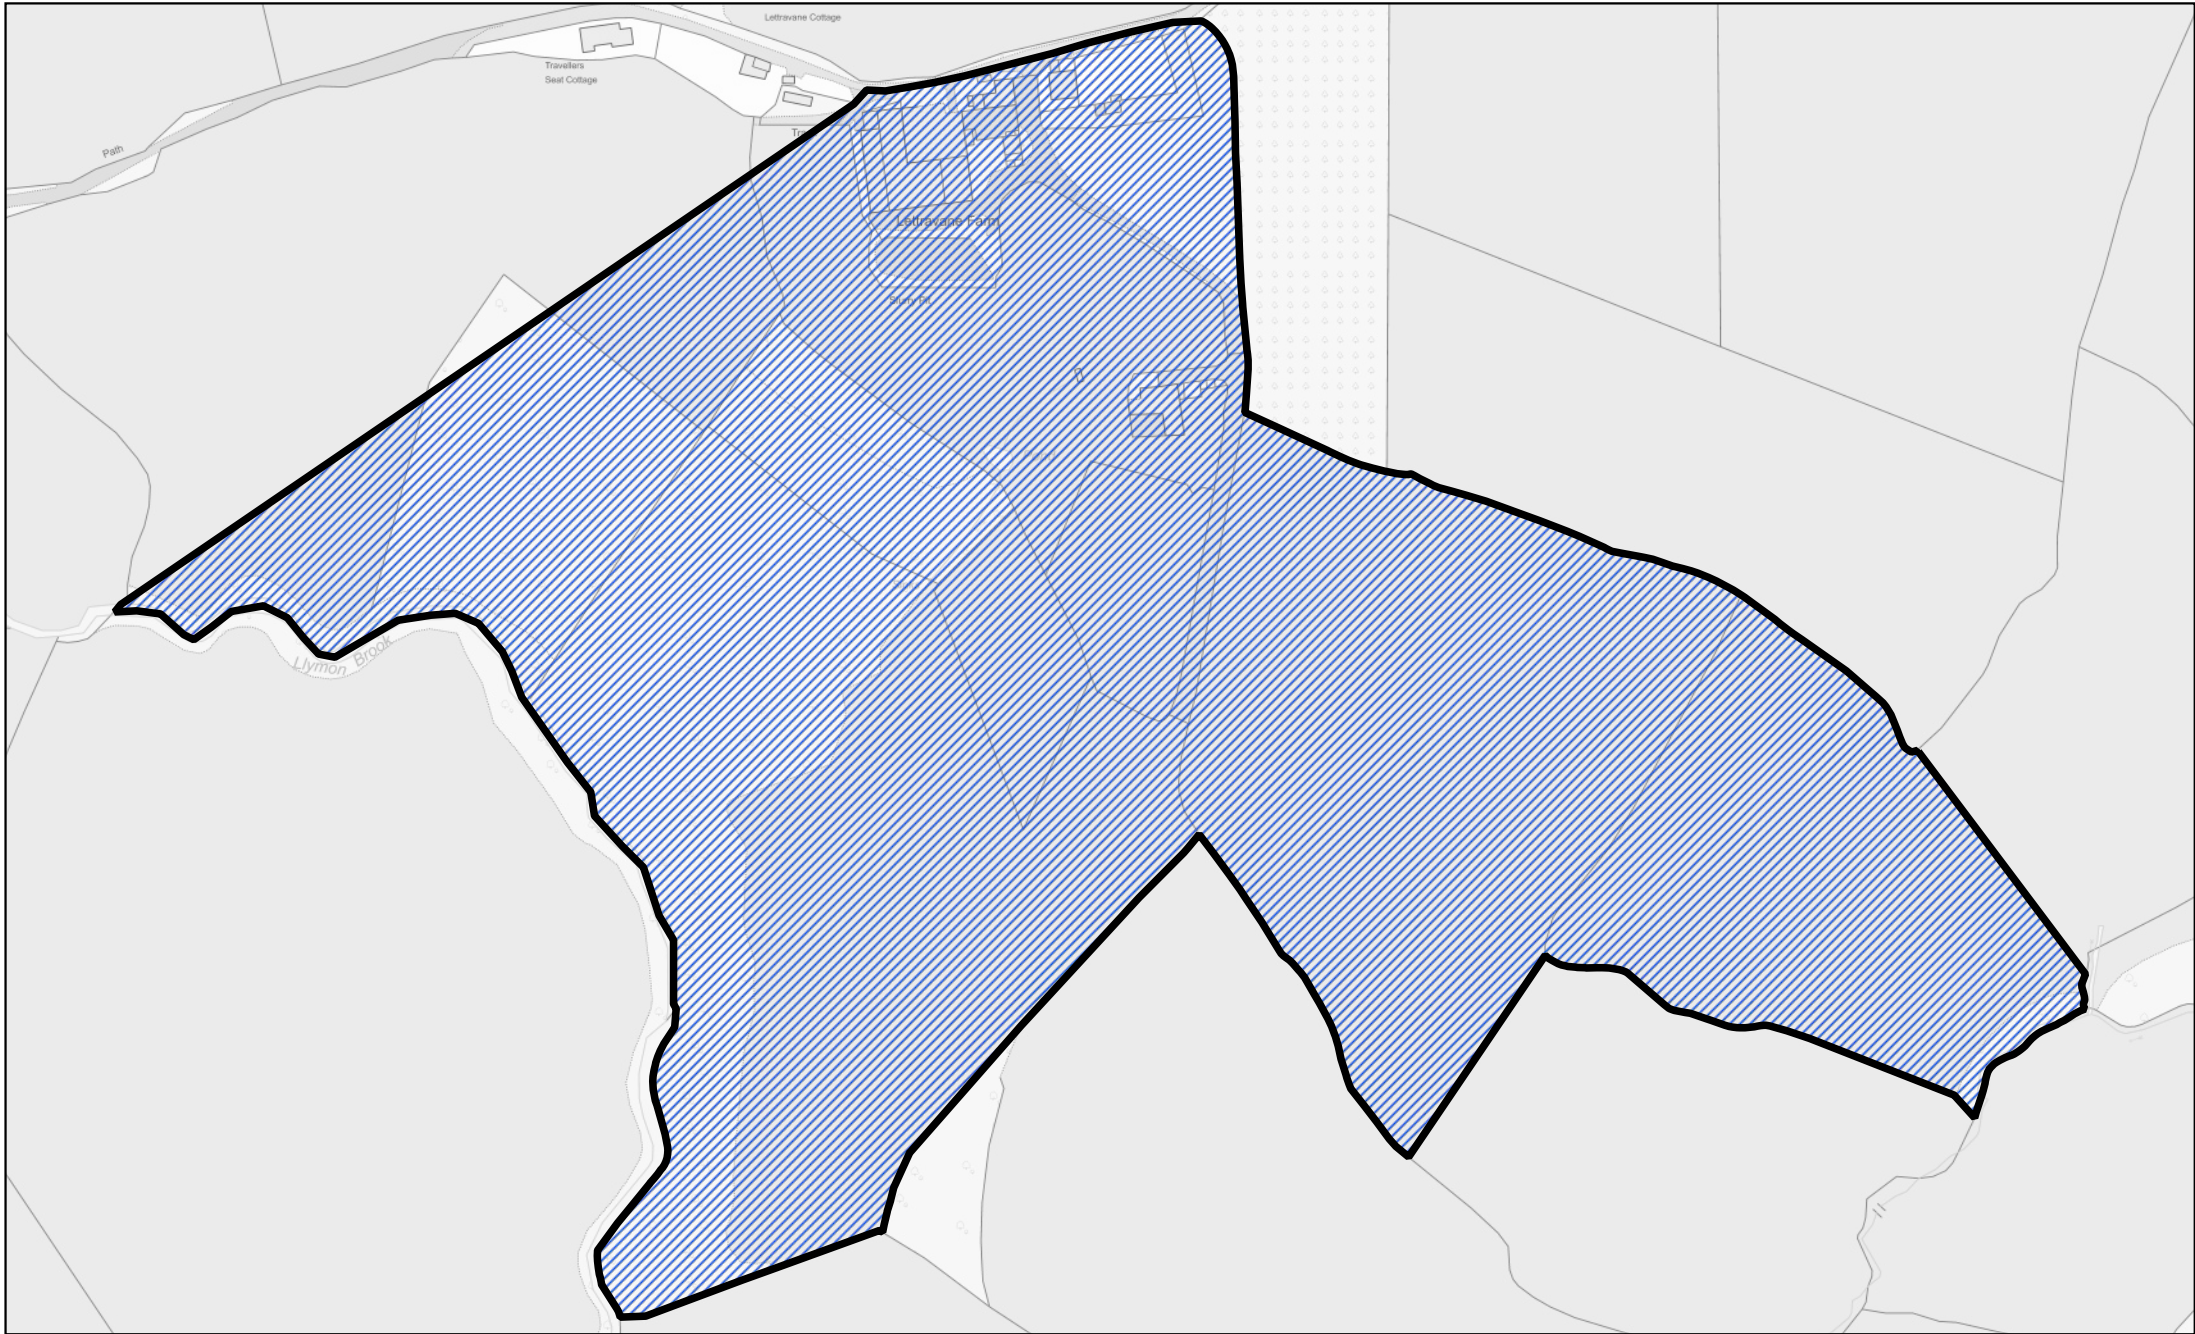 Lettravane Cottage
Travellers
Seat Cottage
Path
Lettravane Farm
Slurry Pit
Llymon Brook